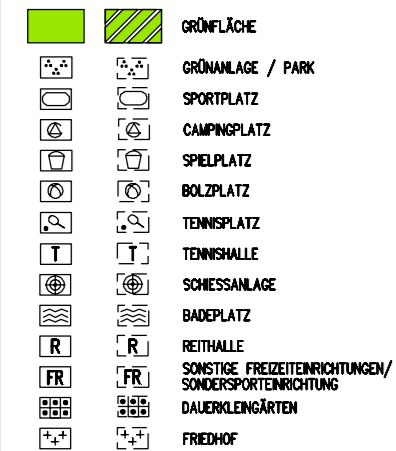 GRÜNFLÄCHE
GRÜNANLAGE / PARK
SPORTPLATZ
CAMPINGPLATZ
SPIELPLATZ
BOLZPLATZ
TENNISPLATZ
T T TENNISHALLE
SCHIESSANLAGE
BADEPLATZ
R R REITHALLE
FR FR SONSTIGE FREIZEITEINRICHTUNGEN/
SONDERSPORTEINRICHTUNG
DAUERKLEINGÄRTEN
FRIEDHOF